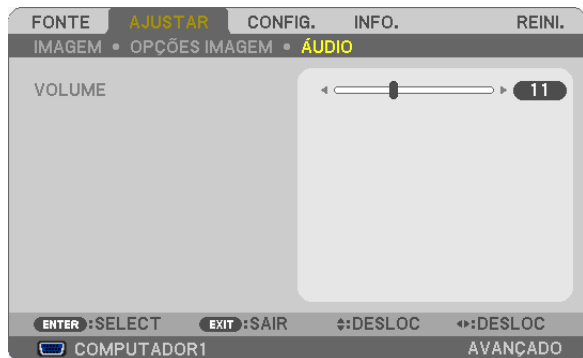 FONTE AJUSTAR CONFIG. INFO. REINI.
IMAGEM • OPÇÕES IMAGEM • ÁUDIO
VOLUME 11
ENTER :SELECT EXIT :SAIR :DESLOC :DESLOC
COMPUTADOR1 AVANÇADO